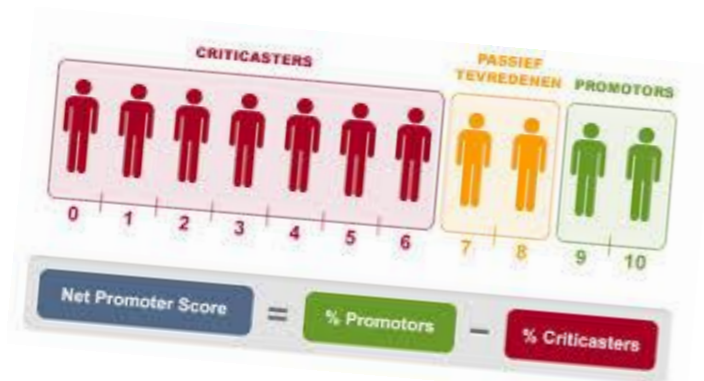 CRITICASTERS
PASSIEF
TEVREDENEN
PROMOTORS
0 1 2 3 4 5 6 7 8 9 10
Net Promoter Score = % Promotors – % Criticasters